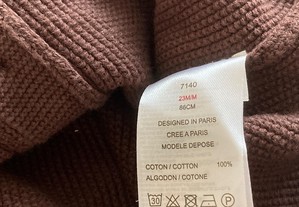 7140
23M/M
86CM
DESIGNED IN PARIS
CREE A PARIS
MODELE DEPOSE
COTON / COTTON 100%
ALGODON / COTONE
30 P